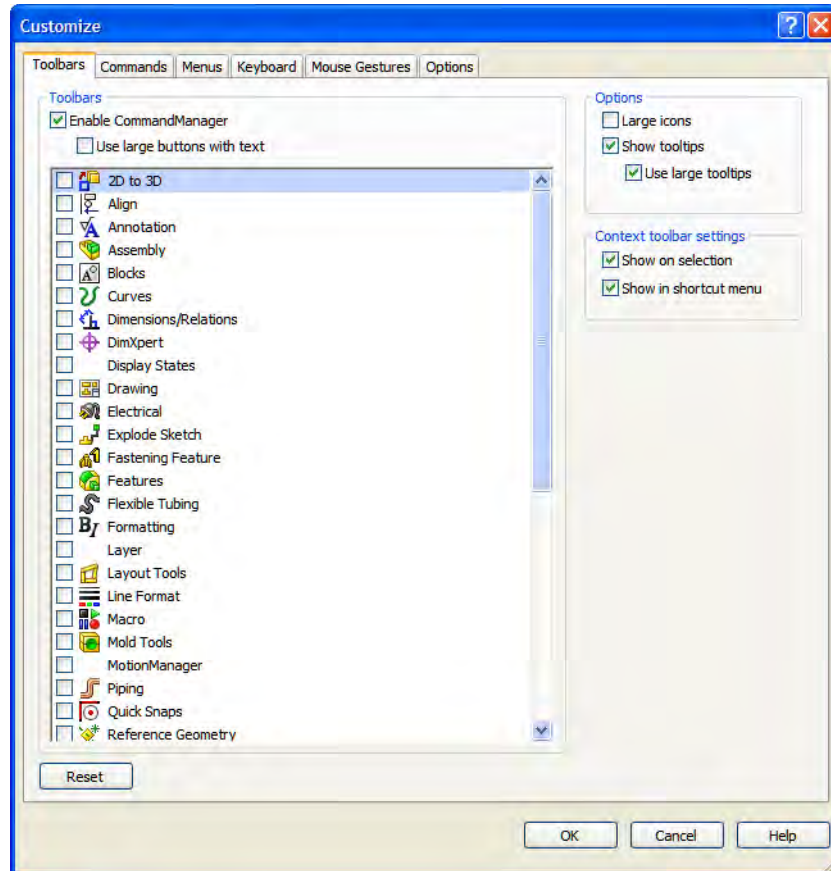 Customize
Toolbars Commands Menus Keyboard Mouse Gestures Options
Toolbars
Enable CommandManager
Use large buttons with text
2D to 3D
Align
Annotation
Assembly
Blocks
Curves
Dimensions/Relations
DimXpert
Display States
Drawing
Electrical
Explode Sketch
Fastening Feature
Features
Flexible Tubing
Formatting
Layer
Layout Tools
Line Format
Macro
Mold Tools
MotionManager
Piping
Quick Snaps
Reference Geometry
Options
Large icons
Show tooltips
Use large tooltips
Context toolbar settings
Show on selection
Show in shortcut menu
Reset
OK Cancel Help